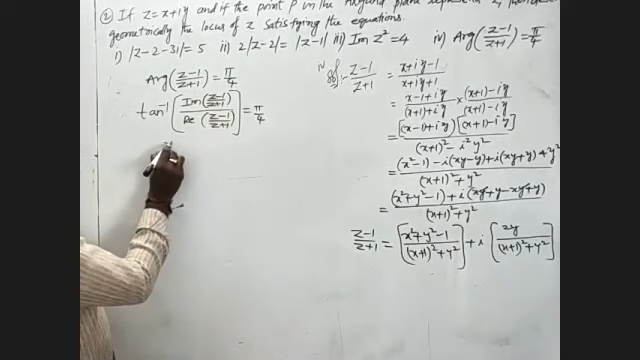 ② If Z=x+iy and if the point P in the Argand plane represents Z,
geometrically the locus of Z satisfying the equations.
i) |Z-2-3i|=5 ii) 2|Z-2|=|Z-1| iii) Im Z²=4 iv) Arg(Z-1/Z+1)=π/4
Arg(Z-1/Z+1)=π/4
tan⁻¹[Im(Z-1/Z+1)/Re(Z-1/Z+1)]=π/4
iv
Sol:- Z-1/Z+1 = x+iy-1/x+iy+1
= x-1+iy/x+1+iy × (x+1)-iy/(x+1)-iy
= [(x-1)+iy][(x+1)-iy]/(x+1)²-i²y²
= (x²-1)-i(xy-y)+i(xy+y)+y²/(x+1)²+y²
= (x²+y²-1)+i(xy+y-xy+y)/(x+1)²+y²
Z-1/Z+1 = [x²+y²-1/(x+1)²+y²]+i[2y/(x+1)²+y²]